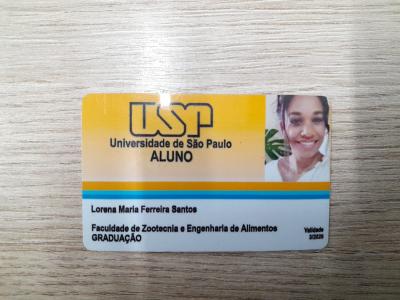 USP
Universidade de São Paulo
ALUNO
Lorena Maria Ferreira Santos
Faculdade de Zootecnia e Engenharia de Alimentos
GRADUAÇÃO
Validade